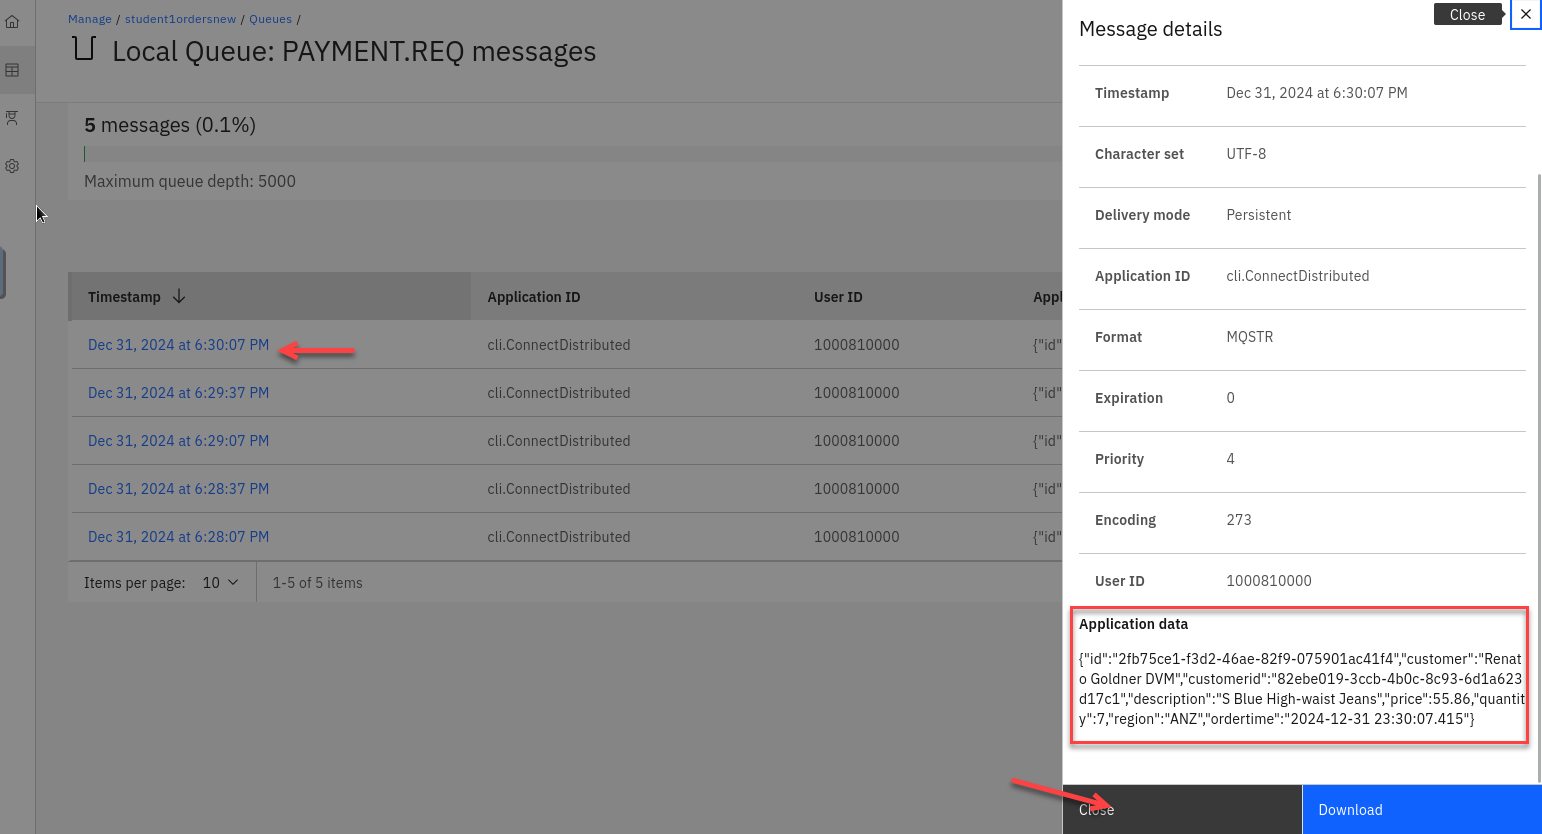 Manage / student1ordersnew / Queues /
Local Queue: PAYMENT.REQ messages
5 messages (0.1%)
Maximum queue depth: 5000
Timestamp Application ID User ID Appl
Dec 31, 2024 at 6:30:07 PM cli.ConnectDistributed 1000810000 {"id"
Dec 31, 2024 at 6:29:37 PM cli.ConnectDistributed 1000810000 {"id"
Dec 31, 2024 at 6:29:07 PM cli.ConnectDistributed 1000810000 {"id"
Dec 31, 2024 at 6:28:37 PM cli.ConnectDistributed 1000810000 {"id"
Dec 31, 2024 at 6:28:07 PM cli.ConnectDistributed 1000810000 {"id"
Items per page: 10 1-5 of 5 items
Close
Message details
Timestamp Dec 31, 2024 at 6:30:07 PM
Character set UTF-8
Delivery mode Persistent
Application ID cli.ConnectDistributed
Format MQSTR
Expiration 0
Priority 4
Encoding 273
User ID 1000810000
Application data
{"id":"2fb75ce1-f3d2-46ae-82f9-075901ac41f4","customer":"Renat
o Goldner DVM","customerid":"82ebe019-3ccb-4b0c-8c93-6d1a623
d17c1","description":"S Blue High-waist Jeans","price":55.86,"quantit
y":7,"region":"ANZ","ordertime":"2024-12-31 23:30:07.415"}
Close Download